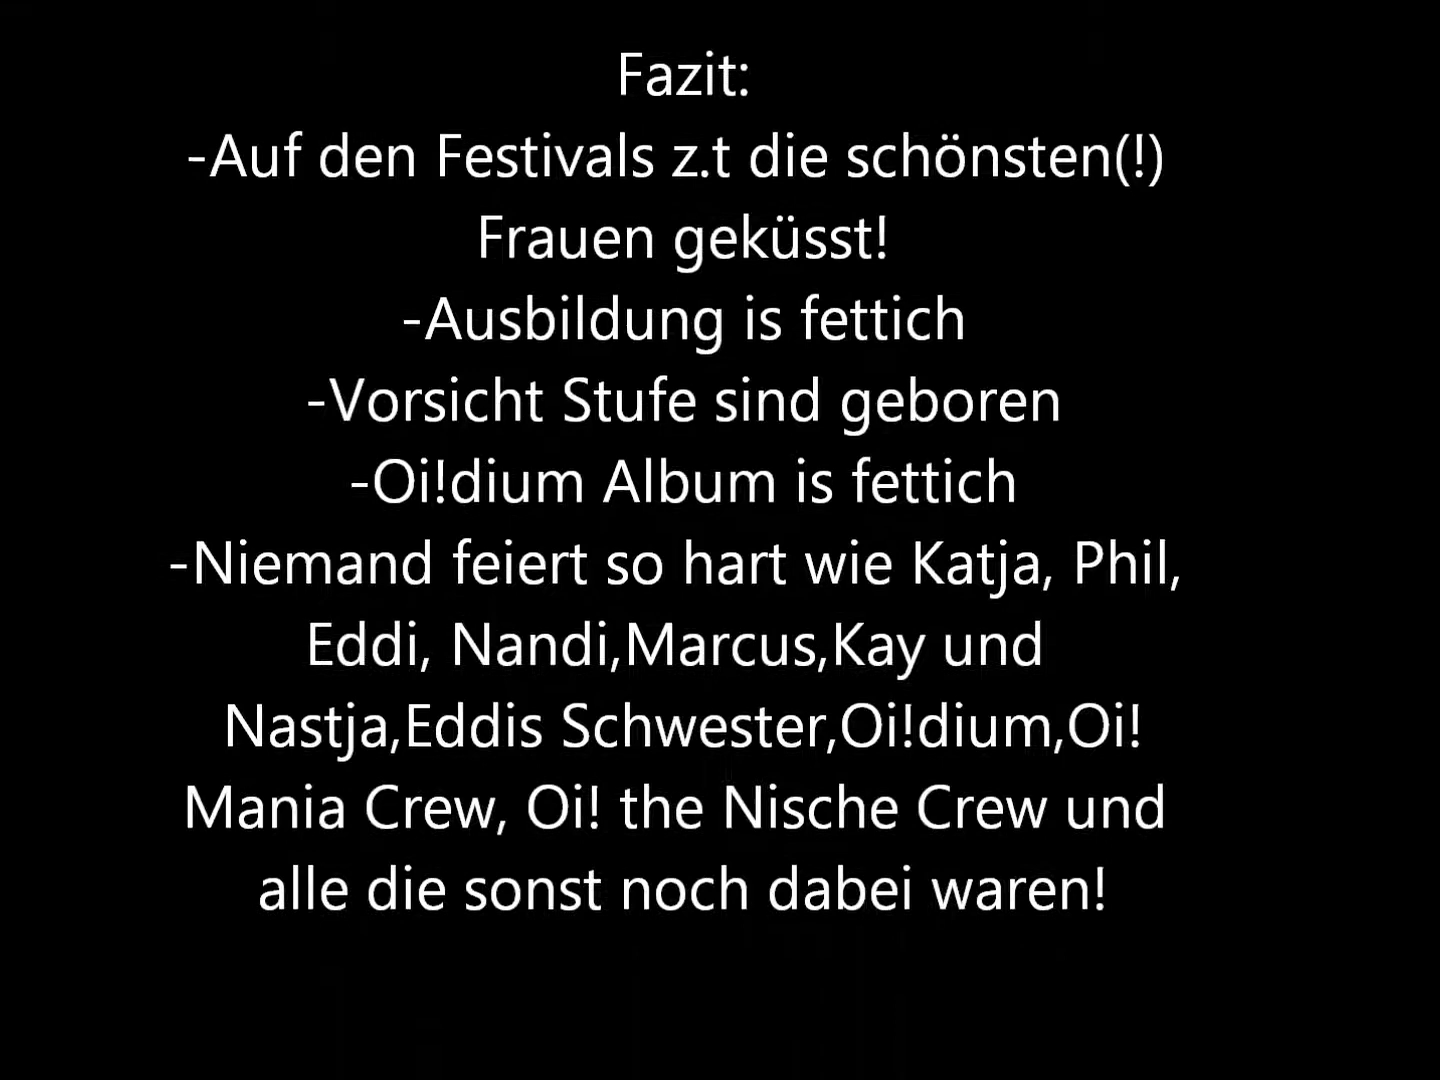 Fazit:
-Auf den Festivals z.t die schönsten(!)
Frauen geküsst!
-Ausbildung is fettich
-Vorsicht Stufe sind geboren
-Oi!dium Album is fettich
-Niemand feiert so hart wie Katja, Phil,
Eddi, Nandi,Marcus,Kay und
Nastja,Eddis Schwester,Oi!dium,Oi!
Mania Crew, Oi! the Nische Crew und
alle die sonst noch dabei waren!